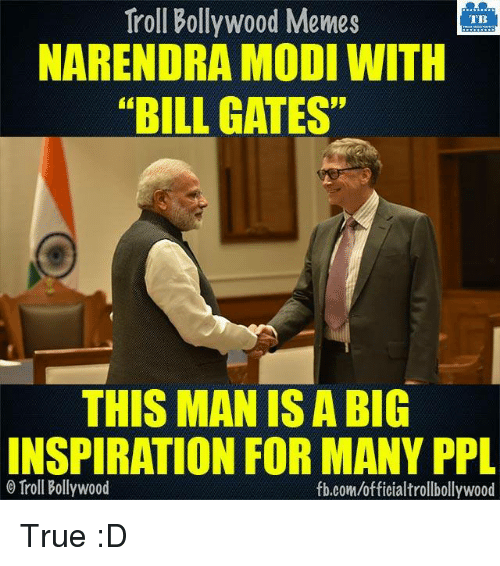 Troll Bollywood Memes
TB
NARENDRA MODI WITH
“BILL GATES”
THIS MAN IS A BIG
INSPIRATION FOR MANY PPL
© Troll Bollywood
fb.com/officialtrollbollywood
True :D